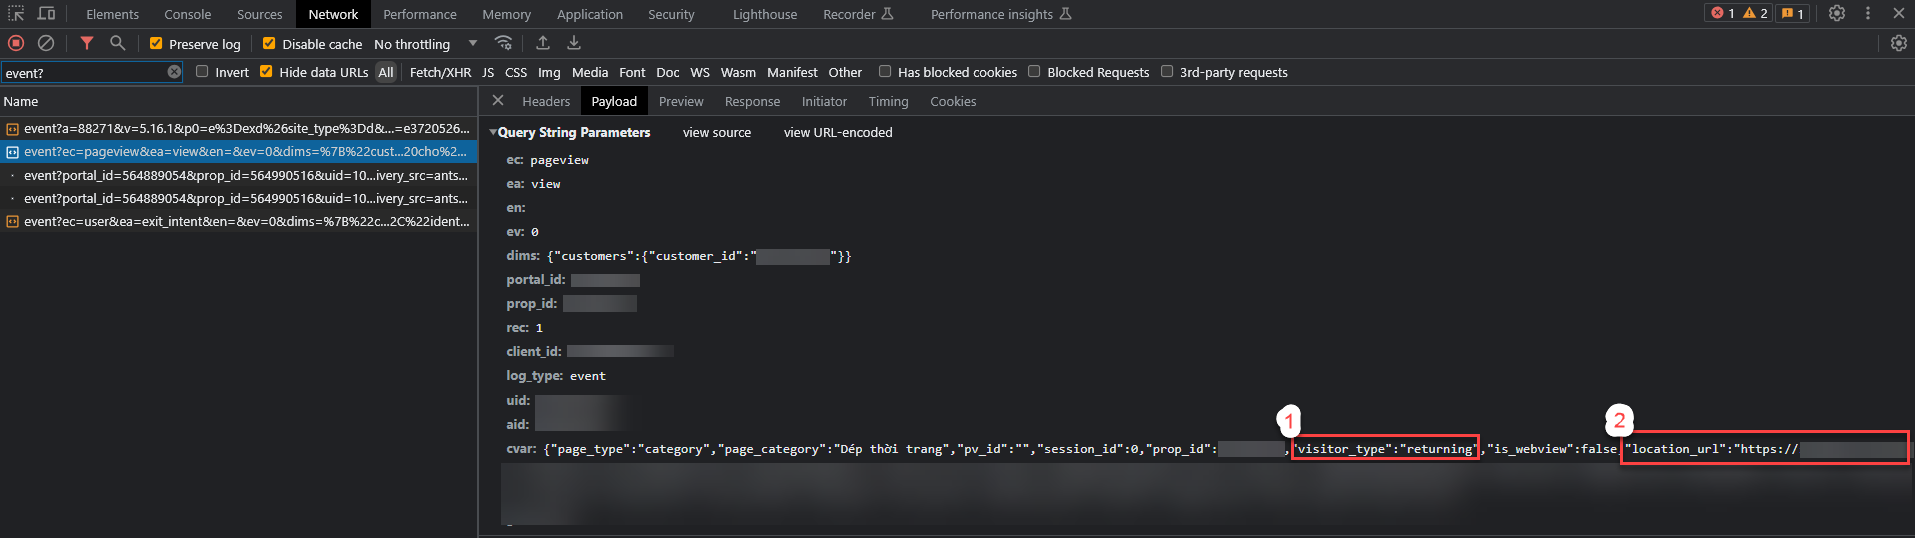 Elements Console Sources Network Performance Memory Application Security Lighthouse Recorder Performance insights 1 2 1
Preserve log Disable cache No throttling
event? Invert Hide data URLs All Fetch/XHR JS CSS Img Media Font Doc WS Wasm Manifest Other Has blocked cookies Blocked Requests 3rd-party requests
Name
event?a=88271&v=5.16.1&p0=e%3Dexd%26site_type%3Dd&...=e3720526...
event?ec=pageview&ea=view&en=&ev=0&dims=%7B%22cust...20cho%2...
event?portal_id=564889054&prop_id=564990516&uid=10...ivery_src=ants...
event?portal_id=564889054&prop_id=564990516&uid=10...ivery_src=ants...
event?ec=user&ea=exit_intent&en=&ev=0&dims=%7B%22c...2C%22ident...
Headers Payload Preview Response Initiator Timing Cookies
Query String Parameters view source view URL-encoded
ec: pageview
ea: view
en:
ev: 0
dims: {"customers":{"customer_id":" "}}
portal_id:
prop_id:
rec: 1
client_id:
log_type: event
uid:
aid:
1 2
cvar: {"page_type":"category","page_category":"Dép thời trang","pv_id":"","session_id":0,"prop_id": ,"visitor_type":"returning","is_webview":false,"location_url":"https://